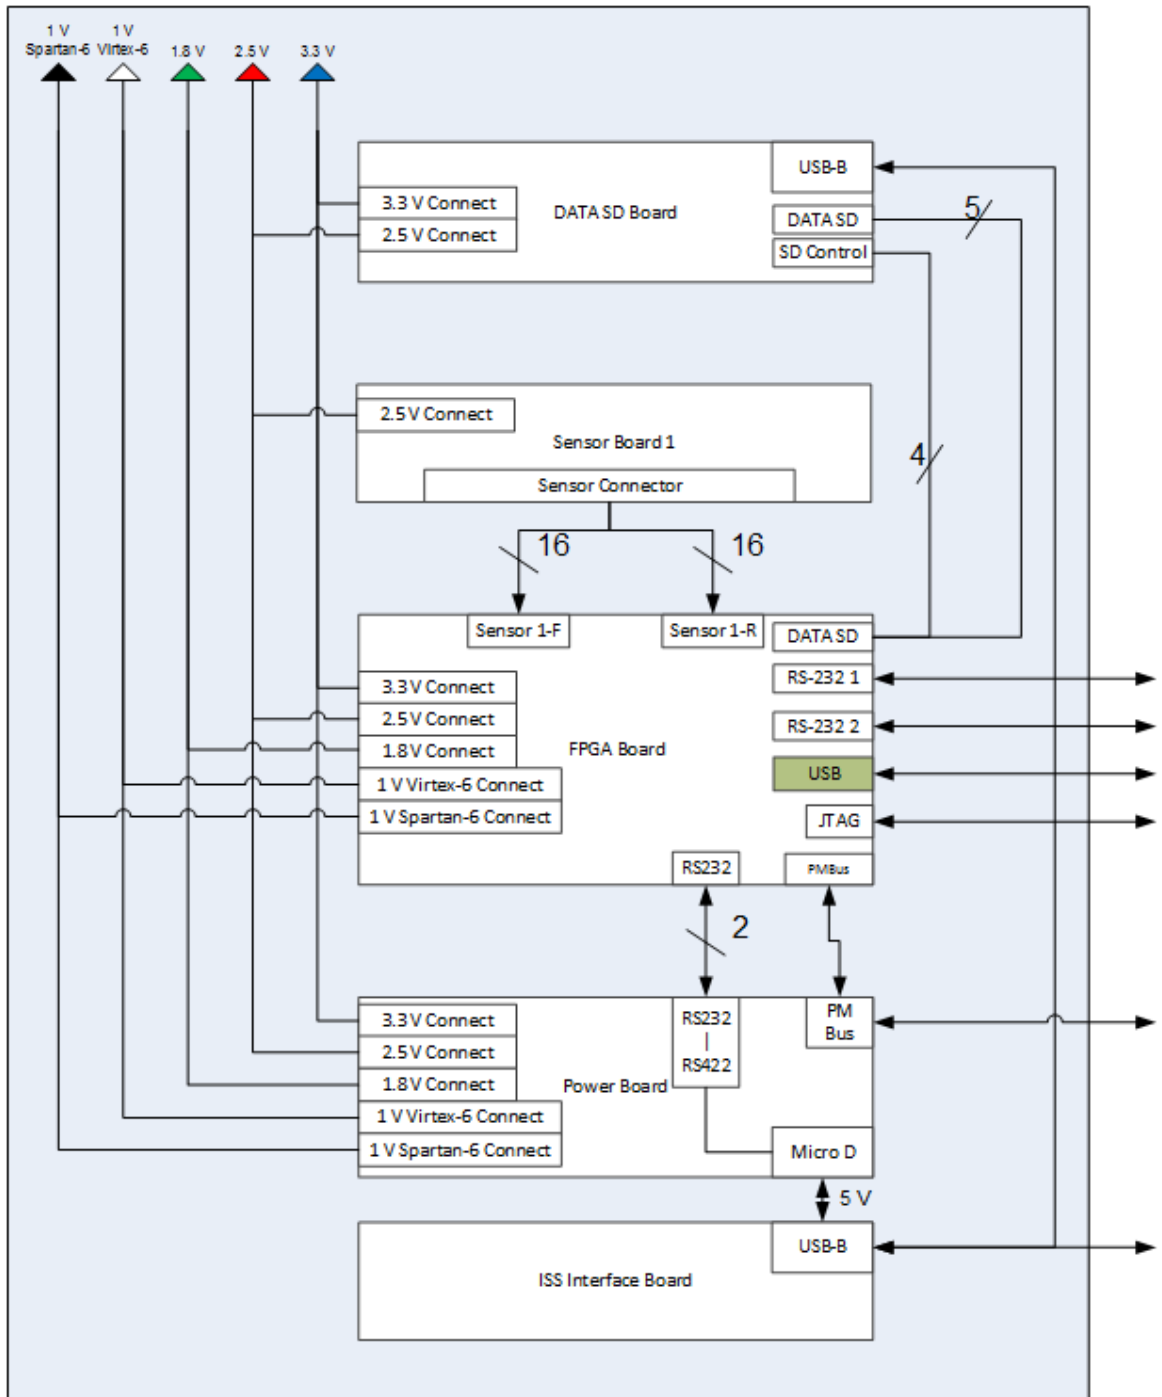 1 V
Spartan-6
1 V
Virtex-6
1.8 V
2.5 V
3.3 V
USB-B
3.3 V Connect
DATA SD Board
DATA SD
5
2.5 V Connect
SD Control
2.5 V Connect
Sensor Board 1
4
Sensor Connector
16
16
Sensor 1-F
Sensor 1-R
DATA SD
3.3 V Connect
RS-232 1
2.5 V Connect
RS-232 2
1.8 V Connect
FPGA Board
USB
1 V Virtex-6 Connect
1 V Spartan-6 Connect
JTAG
RS232
PMBus
2
3.3 V Connect
RS232
|
RS422
PM
Bus
2.5 V Connect
1.8 V Connect
Power Board
1 V Virtex-6 Connect
1 V Spartan-6 Connect
Micro D
5 V
USB-B
ISS Interface Board